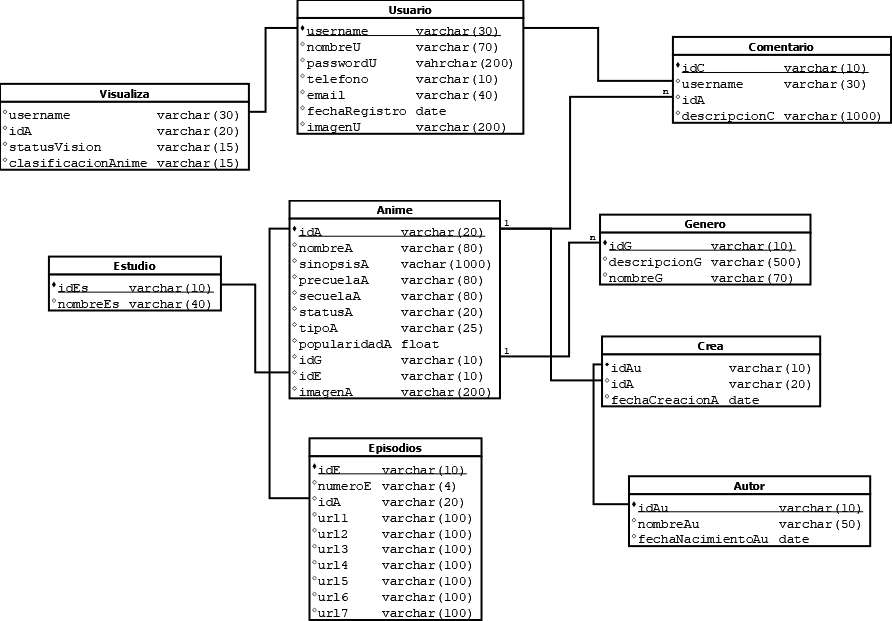 Usuario
username varchar(30)
nombreU varchar(70)
passwordU vahrchar(200)
telefono varchar(10)
email varchar(40)
fechaRegistro date
imagenU varchar(200)
Comentario
idC varchar(10)
username varchar(30)
n
idA
descripcionC varchar(1000)
Visualiza
username varchar(30)
idA varchar(20)
statusVision varchar(15)
clasificacionAnime varchar(15)
Anime
idA varchar(20)
nombreA varchar(80)
sinopsisA vachar(1000)
precuelaA varchar(80)
secuelaA varchar(80)
statusA varchar(20)
tipoA varchar(25)
popularidadA float
idG varchar(10)
idE varchar(10)
imagenA varchar(200)
1
1
n
Genero
idG varchar(10)
descripcionG varchar(500)
nombreG varchar(70)
Estudio
idEs varchar(10)
nombreEs varchar(40)
Crea
idAu varchar(10)
idA varchar(20)
fechaCreacionA date
Episodios
idE varchar(10)
numeroE varchar(4)
idA varchar(20)
url1 varchar(100)
url2 varchar(100)
url3 varchar(100)
url4 varchar(100)
url5 varchar(100)
url6 varchar(100)
url7 varchar(100)
Autor
idAu varchar(10)
nombreAu varchar(50)
fechaNacimientoAu date